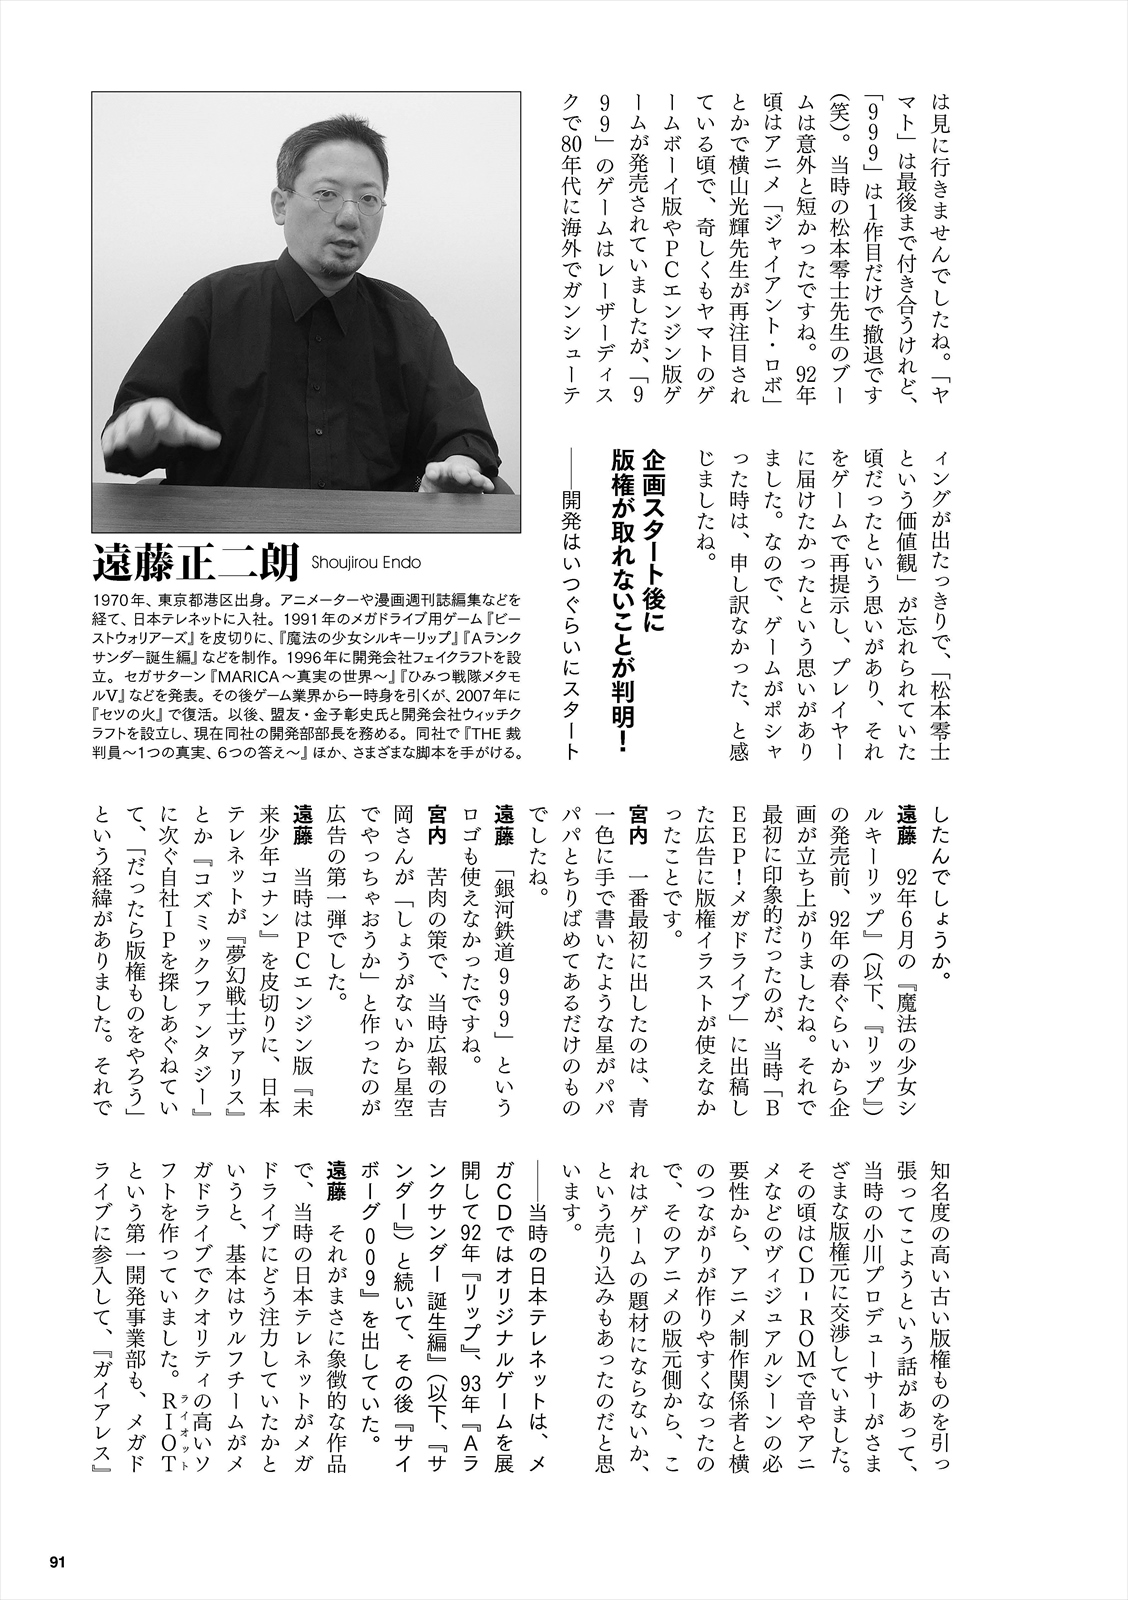 は見に行きませんでしたね。「ヤ
マト」は最後まで付き合うけれど、
「999」は1作目だけで撤退です
(笑)。当時の松本零士先生のブー
ムは意外と短かったですね。92年
頃はアニメ「ジャイアント・ロボ」
とかで横山光輝先生が再注目され
ている頃で、奇しくもヤマトのゲ
ームボーイ版やPCエンジン版ゲ
ームが発売されていましたが、「9
99」のゲームはレーザーディス
クで80年代に海外でガンシューテ
ィングが出たっきりで、「松本零士
という価値観」が忘れられていた
頃だったという思いがあり、それ
をゲームで再提示し、プレイヤー
に届けたかったという思いがあり
ました。なので、ゲームがポシャ
った時は、申し訳なかった、と感
じましたね。
企画スタート後に
版権が取れないことが判明!
――開発はいつぐらいにスタート
遠藤正二朗 Shoujirou Endo
1970年、東京都港区出身。アニメーターや漫画週刊誌編集などを
経て、日本テレネットに入社。1991年のメガドライブ用ゲーム『ビー
ストウォリアーズ』を皮切りに、『魔法の少女シルキーリップ』『Aランク
サンダー誕生編』などを制作。1996年に開発会社フェイクラフトを設
立。セガサターン『MARICA〜真実の世界〜』『ひみつ戦隊メタモ
ルV』などを発表。その後ゲーム業界から一時身を引くが、2007年に
『セツの火』で復活。以後、盟友・金子彰史氏と開発会社ウィッチク
ラフトを設立し、現在同社の開発部部長を務める。同社で『THE 裁
判員〜1つの真実、6つの答え〜』ほか、さまざまな脚本を手がける。
したんでしょうか。
遠藤 92年6月の『魔法の少女シ
ルキーリップ』(以下、『リップ』)
の発売前、92年の春ぐらいから企
画が立ち上がりましたね。それで
最初に印象的だったのが、当時「B
EEP!メガドライブ」に出稿し
た広告に版権イラストが使えなか
ったことです。
宮内 一番最初に出したのは、青
一色に手で書いたような星がパパ
パパとちりばめてあるだけのもの
でしたね。
遠藤 「銀河鉄道999」という
ロゴも使えなかったですね。
宮内 苦肉の策で、当時広報の吉
岡さんが「しょうがないから星空
でやっちゃおうか」と作ったのが
広告の第一弾でした。
遠藤 当時はPCエンジン版『未
来少年コナン』を皮切りに、日本
テレネットが『夢幻戦士ヴァリス』
とか『コズミックファンタジー』
に次ぐ自社IPを探しあぐねてい
て、「だったら版権ものをやろう」
という経緯がありました。それで
知名度の高い古い版権ものを引っ
張ってこようという話があって、
当時の小川プロデューサーがさま
ざまな版権元に交渉していました。
その頃はCD-ROMで音やアニ
メなどのヴィジュアルシーンの必
要性から、アニメ制作関係者と横
のつながりが作りやすくなったの
で、そのアニメの版元側から、こ
れはゲームの題材にならないか、
という売り込みもあったのだと思
います。
――当時の日本テレネットは、メ
ガCDではオリジナルゲームを展
開して92年『リップ』、93年『Aラ
ンクサンダー 誕生編』(以下、『サ
ンダー』)と続いて、その後『サイ
ボーグ009』を出していた。
遠藤 それがまさに象徴的な作品
で、当時の日本テレネットがメガ
ドライブにどう注力していたかと
いうと、基本はウルフチームがメ
ガドライブでクオリティの高いソ
フトを作っていました。RIOTライオット
という第一開発事業部も、メガド
ライブに参入して、『ガイアレス』
91